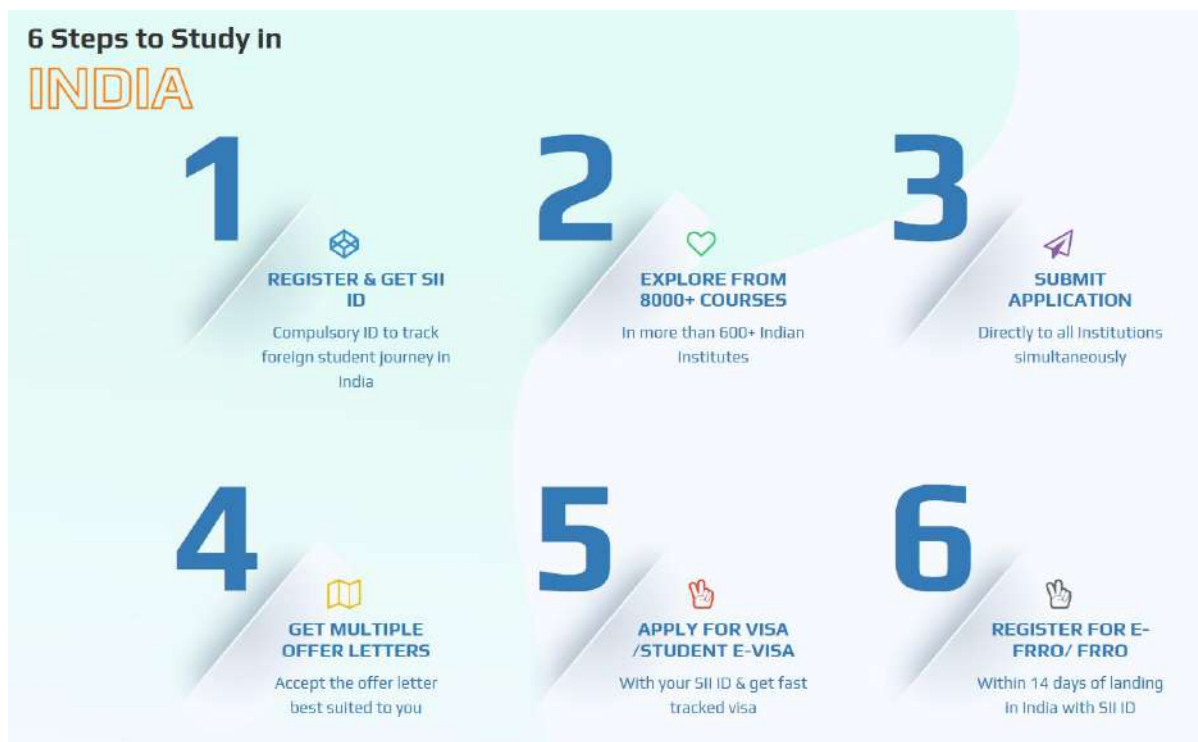 6 Steps to Study in
INDIA
1
REGISTER & GET SII
ID
Compulsory ID to track
foreign student journey in
India
2
EXPLORE FROM
8000+ COURSES
In more than 600+ Indian
Institutes
3
SUBMIT
APPLICATION
Directly to all Institutions
simultaneously
4
GET MULTIPLE
OFFER LETTERS
Accept the offer letter
best suited to you
5
APPLY FOR VISA
/STUDENT E-VISA
With your SII ID & get fast
tracked visa
6
REGISTER FOR E-
FRRO/ FRRO
Within 14 days of landing
in India with SII ID